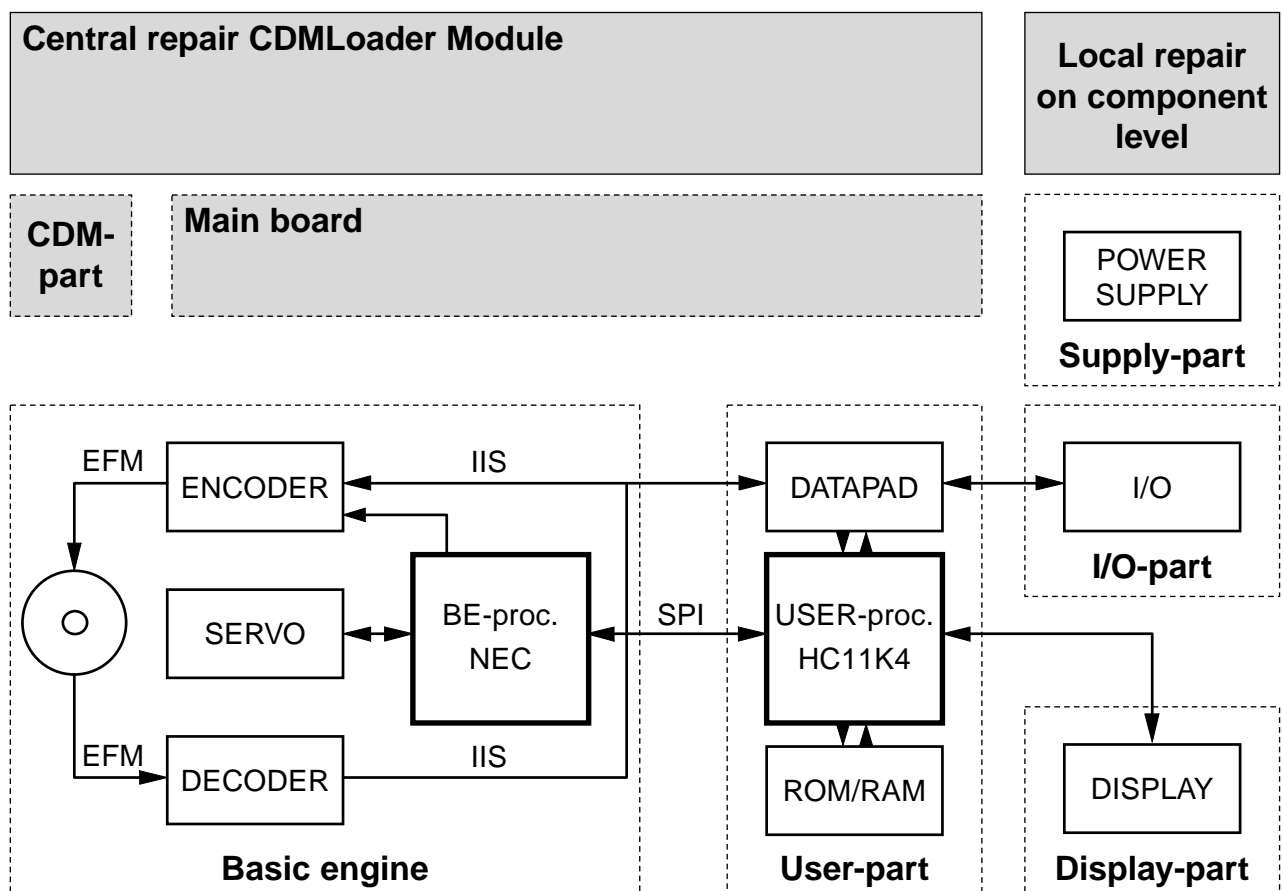 Central repair CDMLoader Module
Local repair
on component
level
CDM-
part
Main board
POWER
SUPPLY
Supply-part
EFM
ENCODER
IIS
DATAPAD
I/O
I/O-part
SERVO
BE-proc.
NEC
SPI
USER-proc.
HC11K4
EFM
DECODER
IIS
ROM/RAM
DISPLAY
Basic engine
User-part
Display-part